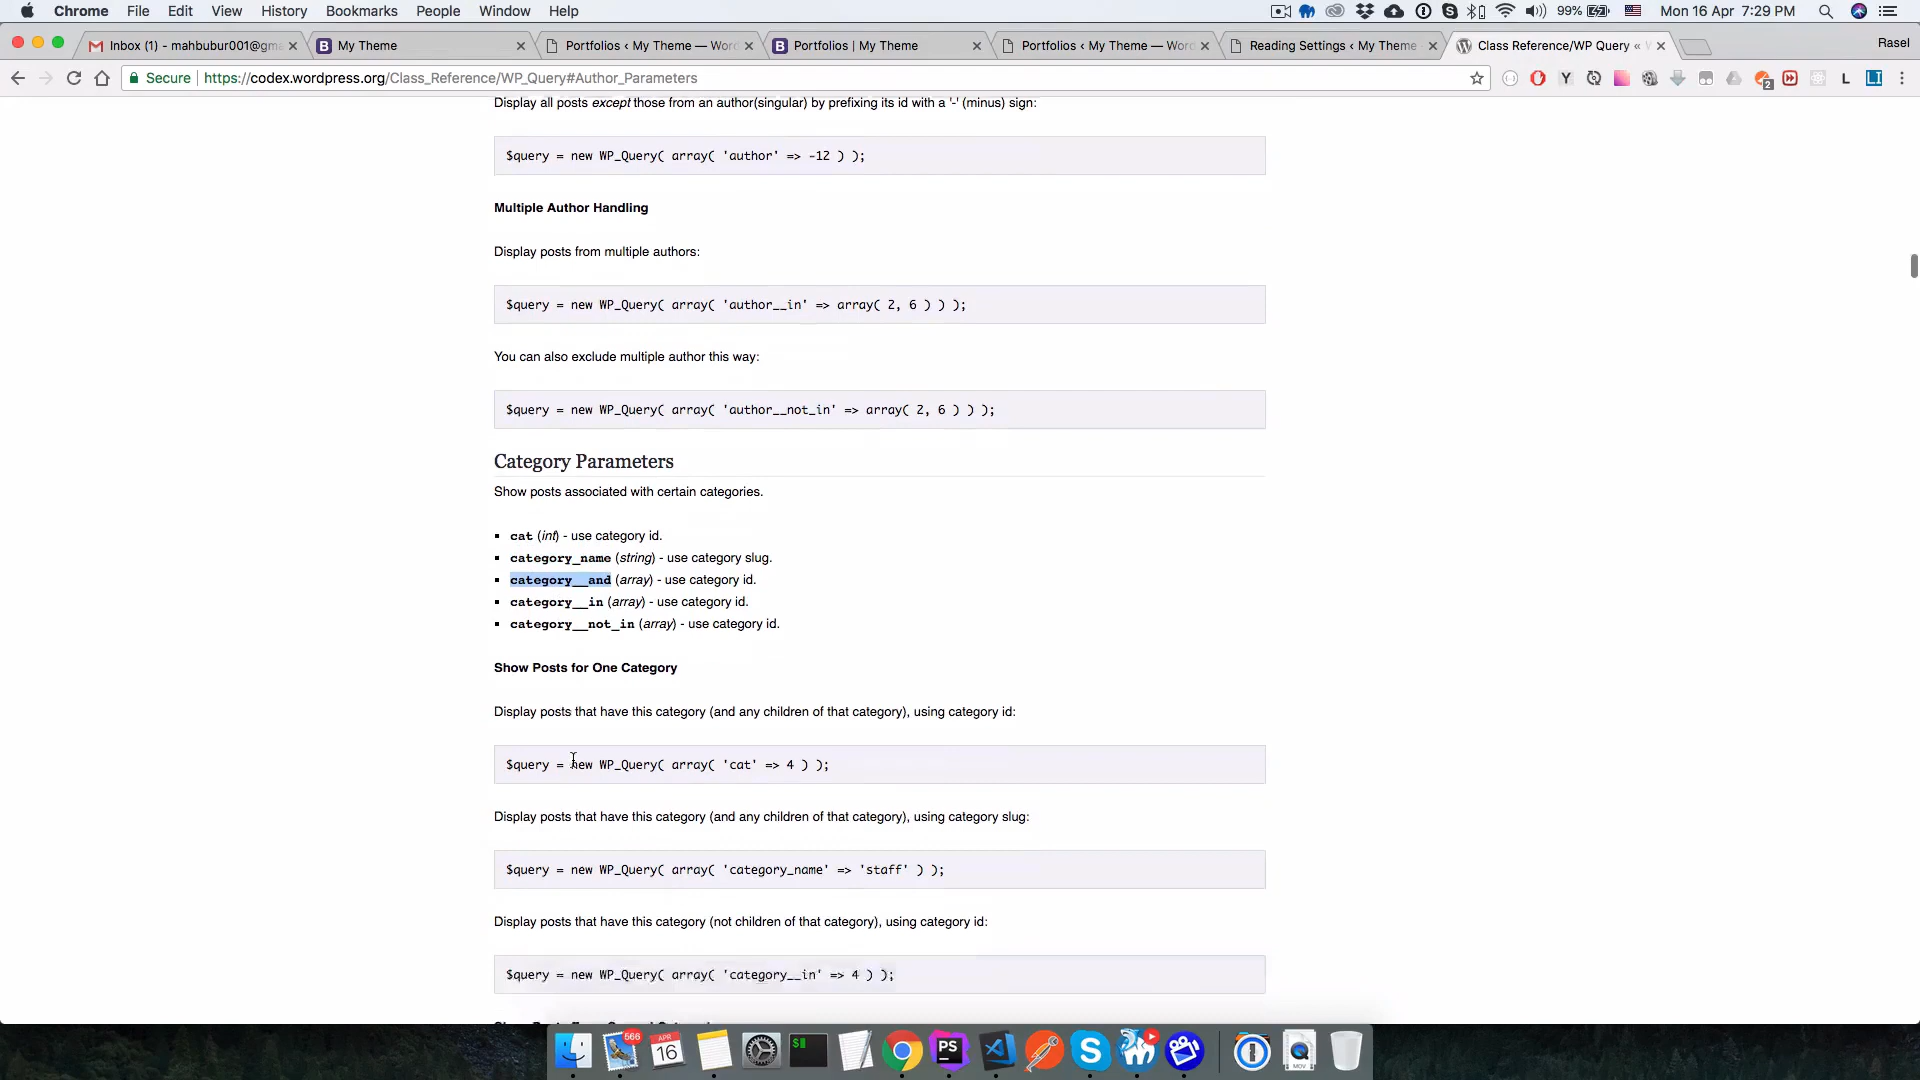 Chrome File Edit View History Bookmarks People Window Help 99% Mon 16 Apr 7:29 PM
Inbox (1) - mahbubur001@gm My Theme Portfolios ‹ My Theme — Word Portfolios | My Theme Portfolios ‹ My Theme — Word Reading Settings ‹ My Theme Class Reference/WP Query « Rasel
Secure https://codex.wordpress.org/Class_Reference/WP_Query#Author_Parameters
Display all posts except those from an author(singular) by prefixing its id with a '-' (minus) sign:
$query = new WP_Query( array( 'author' => -12 ) );
Multiple Author Handling
Display posts from multiple authors:
$query = new WP_Query( array( 'author__in' => array( 2, 6 ) ) );
You can also exclude multiple author this way:
$query = new WP_Query( array( 'author__not_in' => array( 2, 6 ) ) );
Category Parameters
Show posts associated with certain categories.
cat (int) - use category id.
category_name (string) - use category slug.
category__and (array) - use category id.
category__in (array) - use category id.
category__not_in (array) - use category id.
Show Posts for One Category
Display posts that have this category (and any children of that category), using category id:
$query = new WP_Query( array( 'cat' => 4 ) );
Display posts that have this category (and any children of that category), using category slug:
$query = new WP_Query( array( 'category_name' => 'staff' ) );
Display posts that have this category (not children of that category), using category id:
$query = new WP_Query( array( 'category__in' => 4 ) );
566
APR
16
PS
MOV